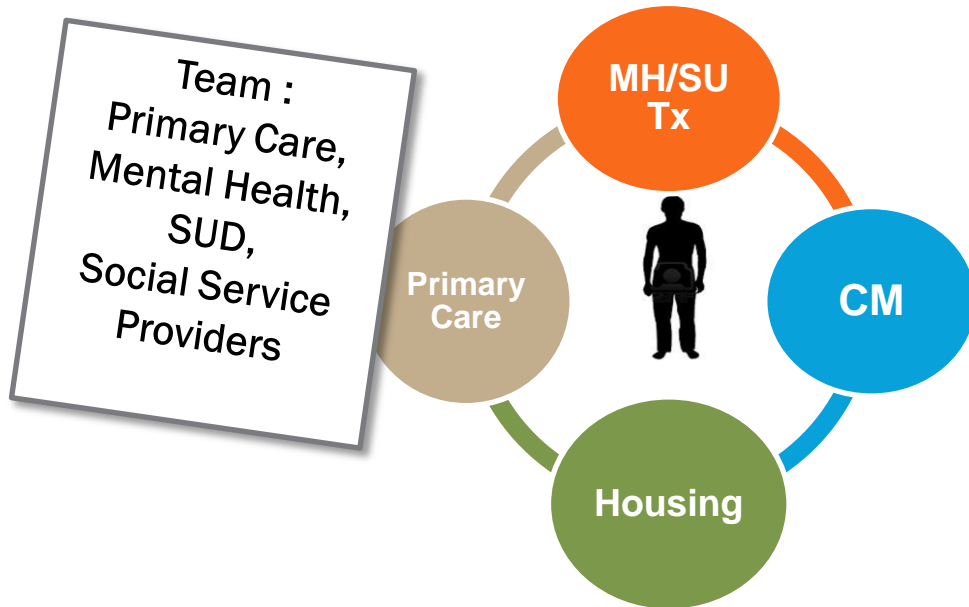 Team :
Primary Care,
Mental Health,
SUD,
Social Service
Providers
MH/SU
Tx
Primary
Care
CM
Housing